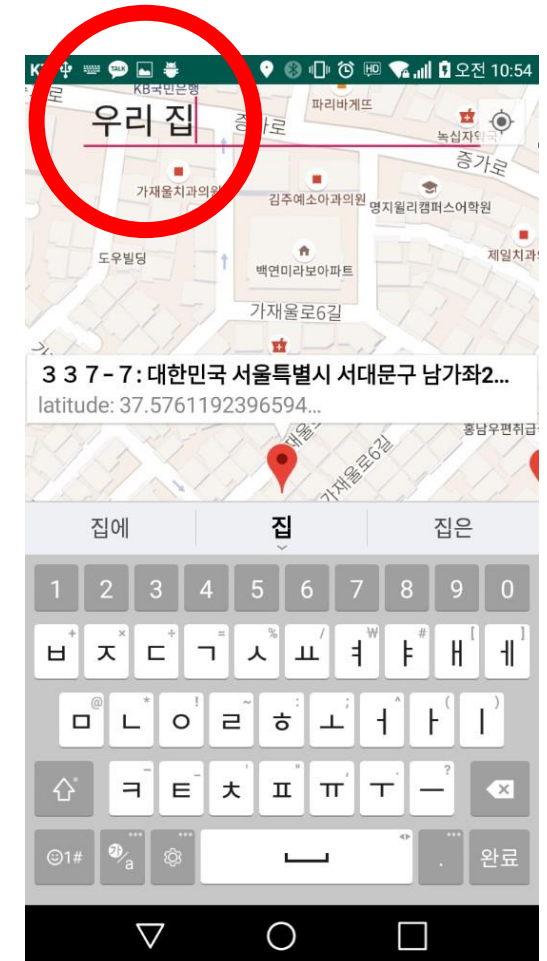 오전 10:54
KB국민은행
로
우리 집
증가로
파리바게뜨
녹십자약국
증가로
가재울치과의원
김주예소아과의원
명지월리캠퍼스어학원
도우빌딩
백연미라보아파트
제일치과
가재울로6길
３３７-７: 대한민국 서울특별시 서대문구 남가좌2...
latitude: 37.5761192396594...
홍남우편취급
가재울로6길
집에 집 집은
1 2 3 4 5 6 7 8 9 0
ㅂ ㅈ ㄷ ㄱ ㅅ ㅛ ㅕ ㅑ ㅐ ㅔ
ㅁ ㄴ ㅇ ㄹ ㅎ ㅗ ㅓ ㅏ ㅣ
ㅋ ㅌ ㅊ ㅍ ㅠ ㅜ ㅡ
☺1# 가/a . 완료